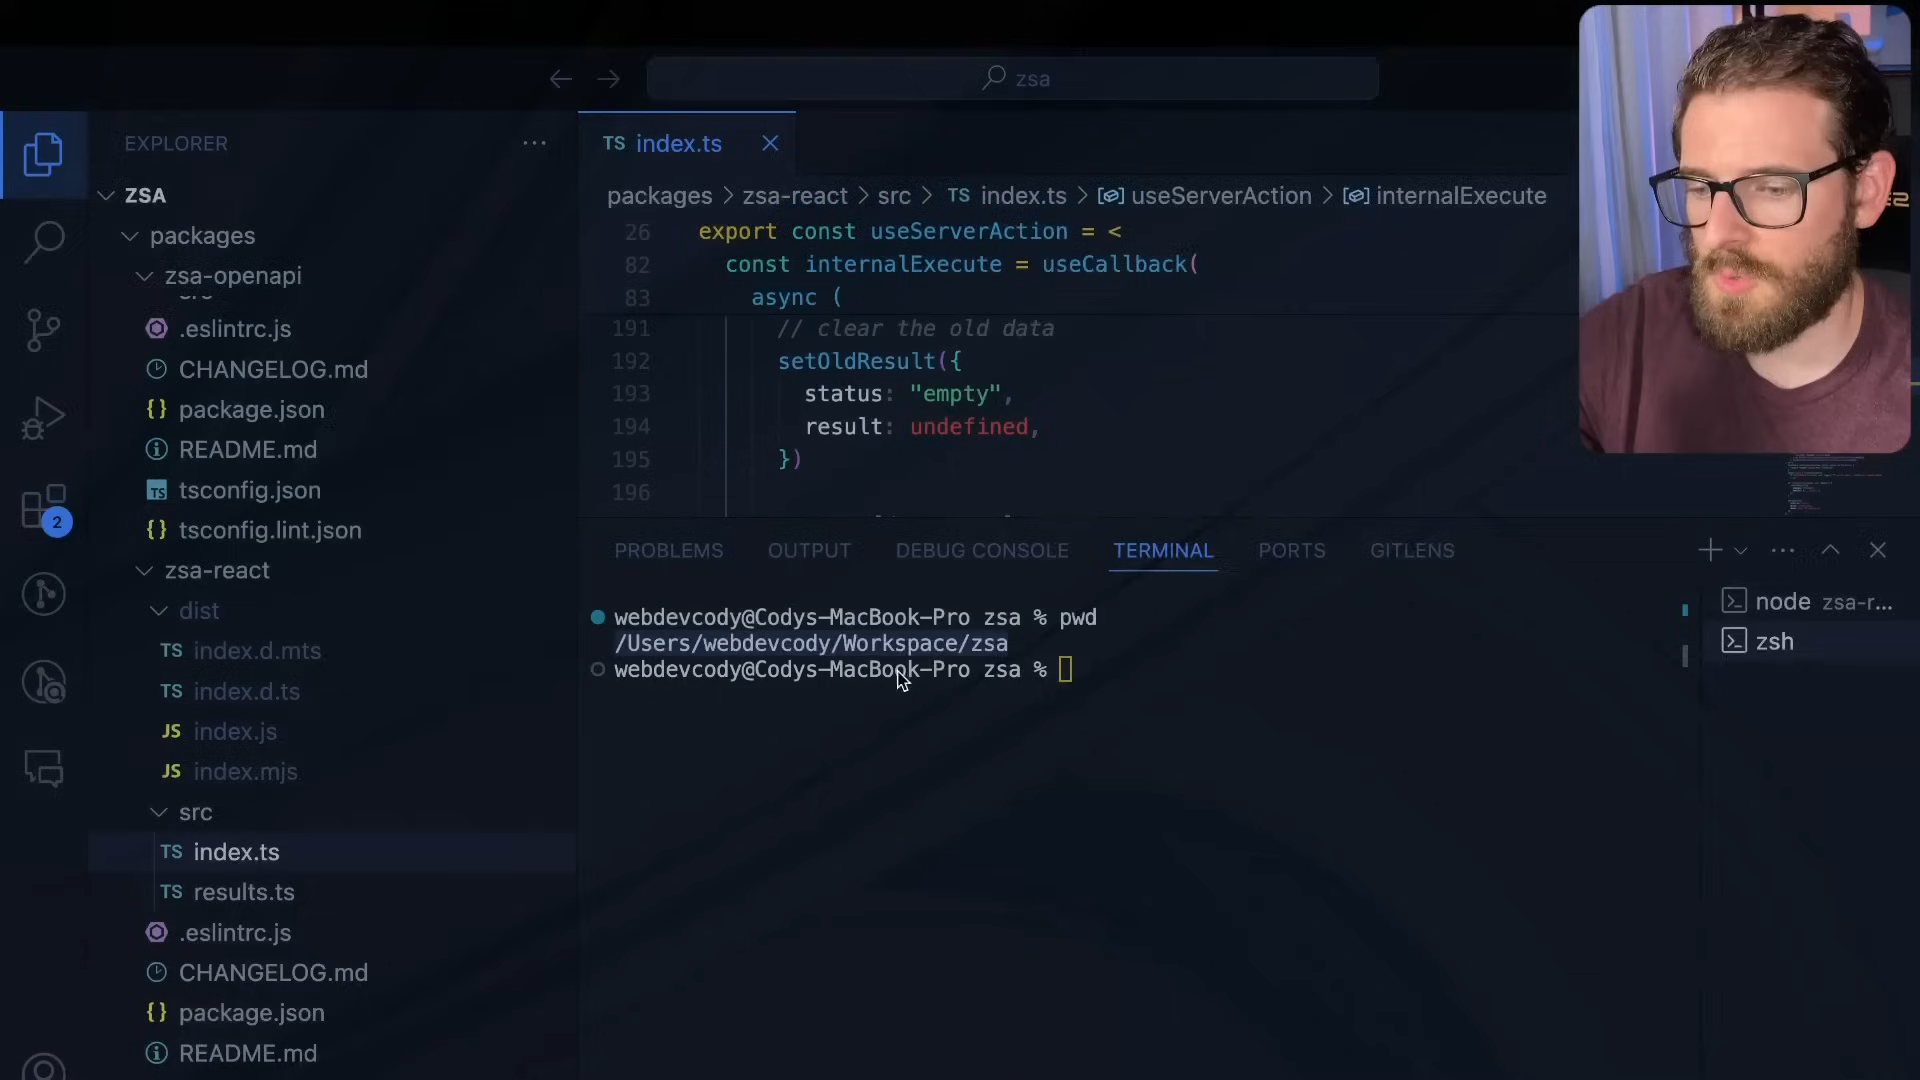 zsa
EXPLORER
ZSA
packages
zsa-openapi
src
.eslintrc.js
CHANGELOG.md
package.json
README.md
tsconfig.json
tsconfig.lint.json
zsa-react
dist
TS index.d.mts
TS index.d.ts
JS index.js
JS index.mjs
src
TS index.ts
TS results.ts
.eslintrc.js
CHANGELOG.md
package.json
README.md
2
TS index.ts
packages > zsa-react > src > TS index.ts > useServerAction > internalExecute
26 export const useServerAction = <
82 const internalExecute = useCallback(
83 async (
191 // clear the old data
192 setOldResult({
193 status: "empty",
194 result: undefined,
195 })
196
PROBLEMS OUTPUT DEBUG CONSOLE TERMINAL PORTS GITLENS
webdevcody@Codys-MacBook-Pro zsa % pwd
/Users/webdevcody/Workspace/zsa
webdevcody@Codys-MacBook-Pro zsa %
node zsa-r...
zsh